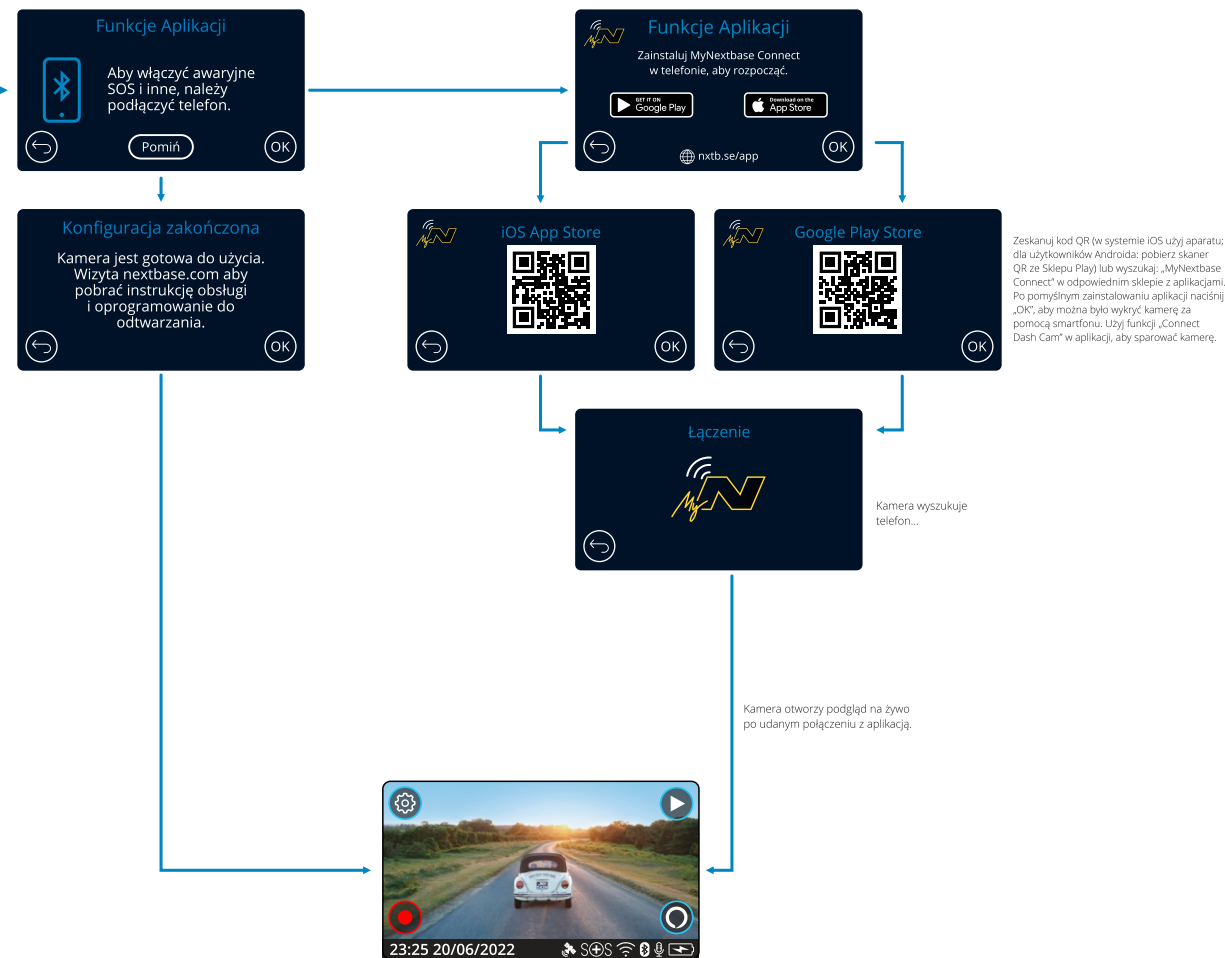 Funkcje Aplikacji
Aby włączyć awaryjne
SOS i inne, należy
podłączyć telefon.
Pomiń
OK
My N
Funkcje Aplikacji
Zainstaluj MyNextbase Connect
w telefonie, aby rozpocząć.
GET IT ON
Google Play
Download on the
App Store
nxtb.se/app
OK
Konfiguracja zakończona
Kamera jest gotowa do użycia.
Wizyta nextbase.com aby
pobrać instrukcję obsługi
i oprogramowanie do
odtwarzania.
OK
My N
iOS App Store
OK
My N
Google Play Store
OK
Zeskanuj kod QR (w systemie iOS użyj aparatu;
dla użytkowników Androida: pobierz skaner
QR ze Sklepu Play) lub wyszukaj: „MyNextbase
Connect” w odpowiednim sklepie z aplikacjami.
Po pomyślnym zainstalowaniu aplikacji naciśnij
„OK”, aby można było wykryć kamerę za
pomocą smartfonu. Użyj funkcji „Connect
Dash Cam” w aplikacji, aby sparować kamerę.
Łączenie
My N
Kamera wyszukuje
telefon...
Kamera otworzy podgląd na żywo
po udanym połączeniu z aplikacją.
23:25 20/06/2022
SOS